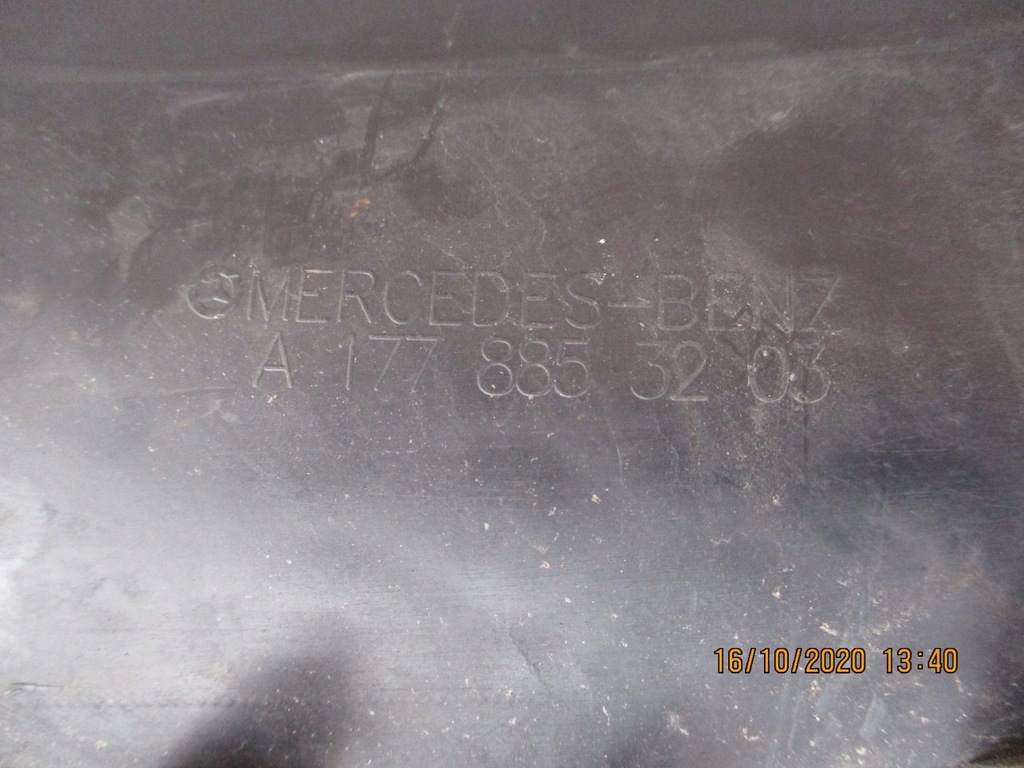 MERCEDES-BENZ
A 177 885 32 03
16/10/2020 13:40